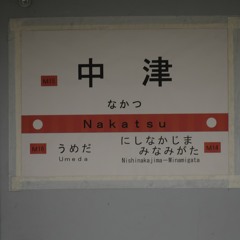 中津
なかつ
Nakatsu
うめだ
Umeda
にしなかじま
みなみがた
Nishinakajima-Minamigata